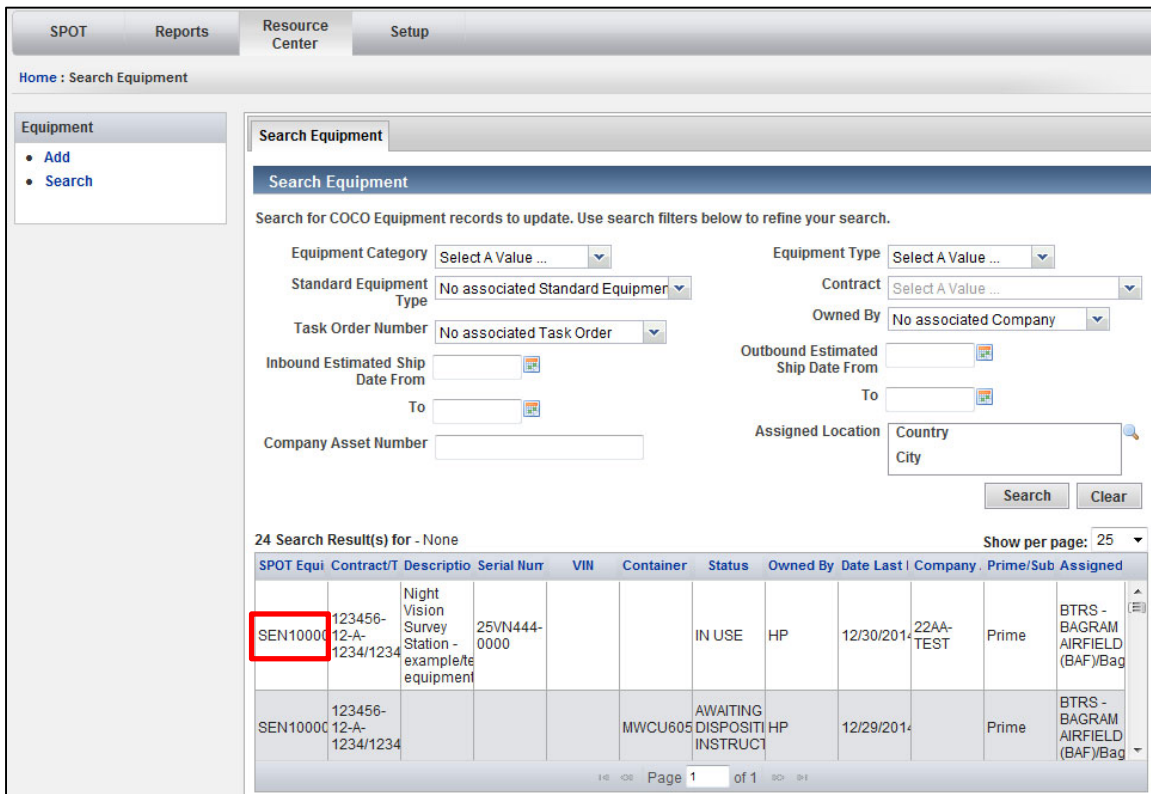 SPOT Reports Resource Center Setup
Home : Search Equipment
Equipment
Add
Search
Search Equipment
Search Equipment
Search for COCO Equipment records to update. Use search filters below to refine your search.
Equipment Category Select A Value ... Equipment Type Select A Value ...
Standard Equipment Type No associated Standard Equipmer Contract Select A Value ...
Task Order Number No associated Task Order Owned By No associated Company
Inbound Estimated Ship Date From Outbound Estimated Ship Date From
To To
Company Asset Number Assigned Location Country
City
Search Clear
24 Search Result(s) for - None Show per page: 25
SPOT Equi Contract/T Descriptio Serial Num VIN Container Status Owned By Date Last Company Prime/Sub Assigned
SEN10000 123456-12-A-1234/1234 Night Vision Survey Station - example/te equipment 25VN444-0000 IN USE HP 12/30/2014 22AA-TEST Prime BTRS - BAGRAM AIRFIELD (BAF)/Bag
SEN10000 123456-12-A-1234/1234 MWCU605 AWAITING DISPOSITI INSTRUCT HP 12/29/2014 Prime BTRS - BAGRAM AIRFIELD (BAF)/Bag
Page 1 of 1